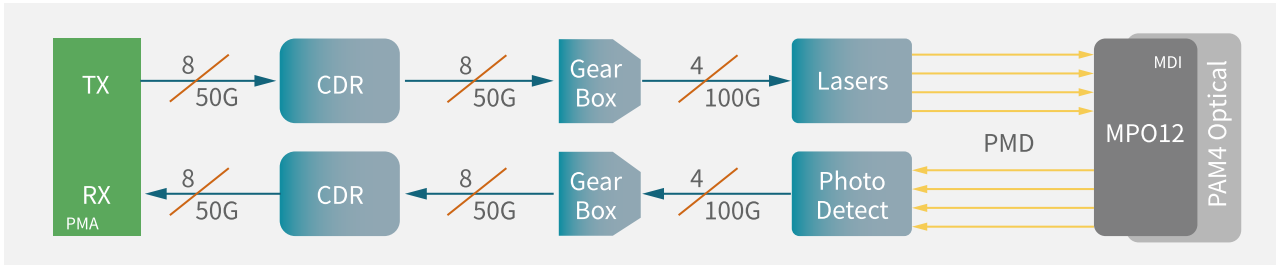 TX
8
50G
CDR
8
50G
Gear
Box
4
100G
Lasers
MDI
MPO12
PAM4 Optical
PMD
RX
PMA
8
50G
CDR
8
50G
Gear
Box
4
100G
Photo
Detect